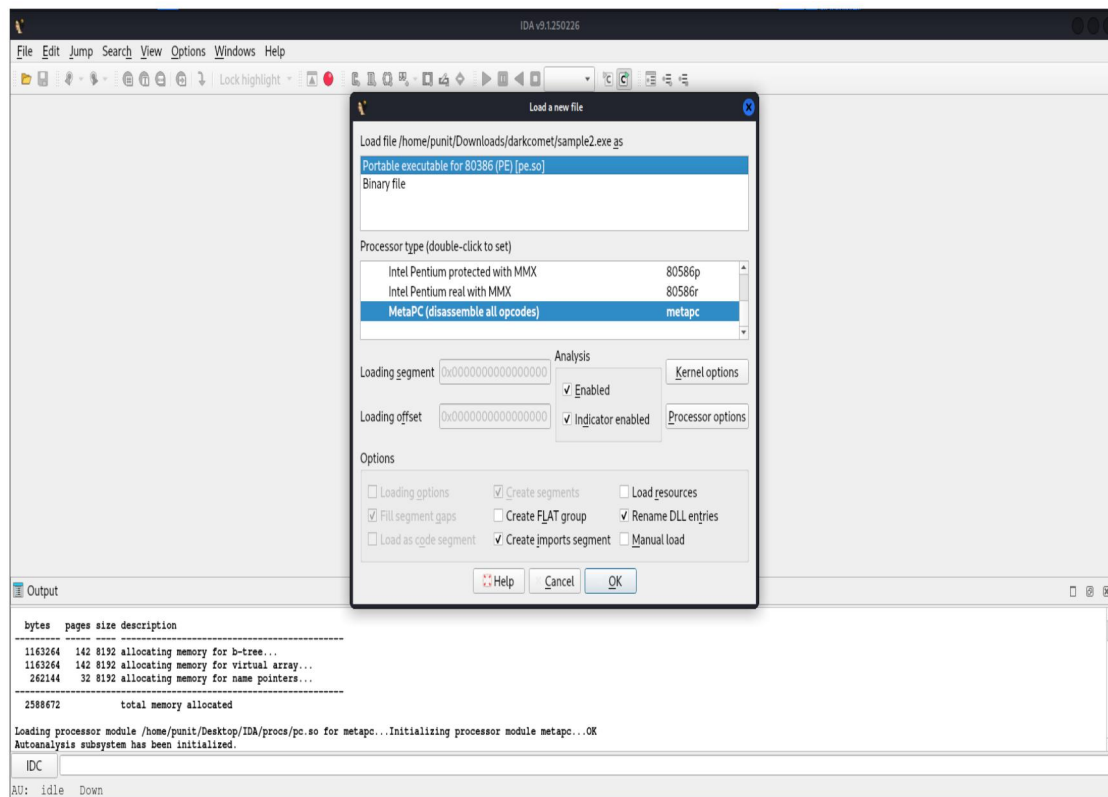 IDA v9.1.250226
File Edit Jump Search View Options Windows Help
Lock highlight
Load a new file
Load file /home/punit/Downloads/darkcomet/sample2.exe as
Portable executable for 80386 (PE) [pe.so]
Binary file
Processor type (double-click to set)
Intel Pentium protected with MMX 80586p
Intel Pentium real with MMX 80586r
MetaPC (disassemble all opcodes) metapc
Analysis
Loading segment 0x0000000000000000 Kernel options
Enabled
Loading offset 0x0000000000000000 Indicator enabled Processor options
Options
Loading options Create segments Load resources
Fill segment gaps Create FLAT group Rename DLL entries
Load as code segment Create imports segment Manual load
Help Cancel OK
Output
bytes pages size description
--------- ----- ---- --------------------------------------------
1163264 142 8192 allocating memory for b-tree...
1163264 142 8192 allocating memory for virtual array...
262144 32 8192 allocating memory for name pointers...
-----------------------------------------------------------------
2588672 total memory allocated
Loading processor module /home/punit/Desktop/IDA/procs/pc.so for metapc...Initializing processor module metapc...OK
Autoanalysis subsystem has been initialized.
IDC
AU: idle Down